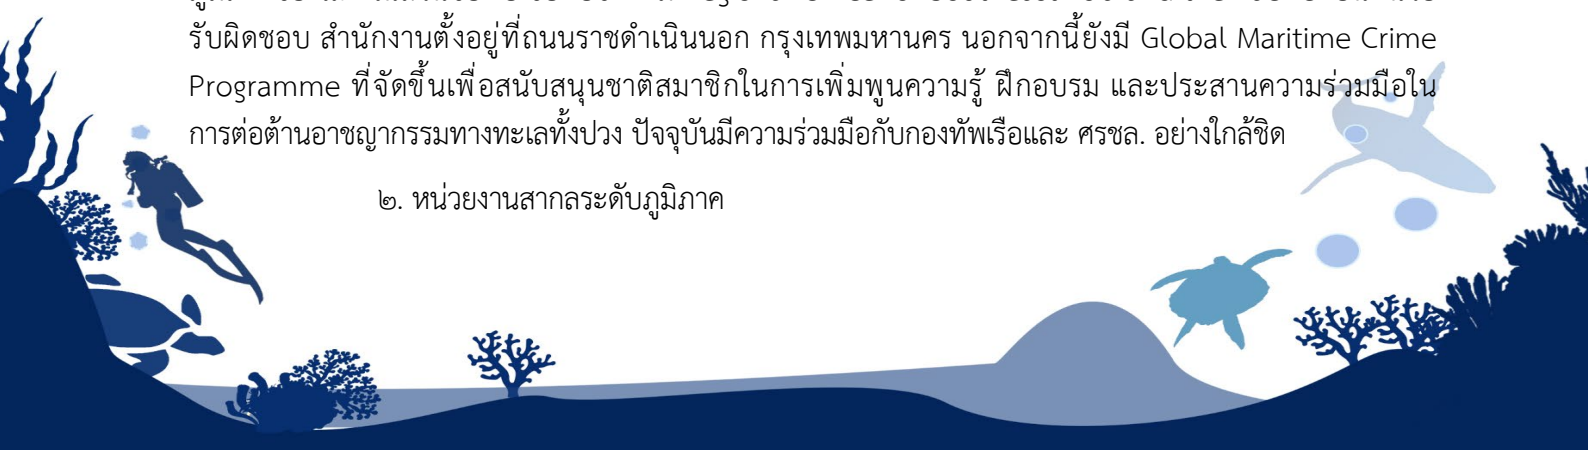 รับผิดชอบ สำนักงานตั้งอยู่ที่ถนนราชดำเนินนอก กรุงเทพมหานคร นอกจากนี้ยังมี Global Maritime Crime
Programme ที่จัดขึ้นเพื่อสนับสนุนชาติสมาชิกในการเพิ่มพูนความรู้ ฝึกอบรม และประสานความร่วมมือใน
การต่อต้านอาชญากรรมทางทะเลทั้งปวง ปัจจุบันมีความร่วมมือกับกองทัพเรือและ ศรชล. อย่างใกล้ชิด
๒. หน่วยงานสากลระดับภูมิภาค